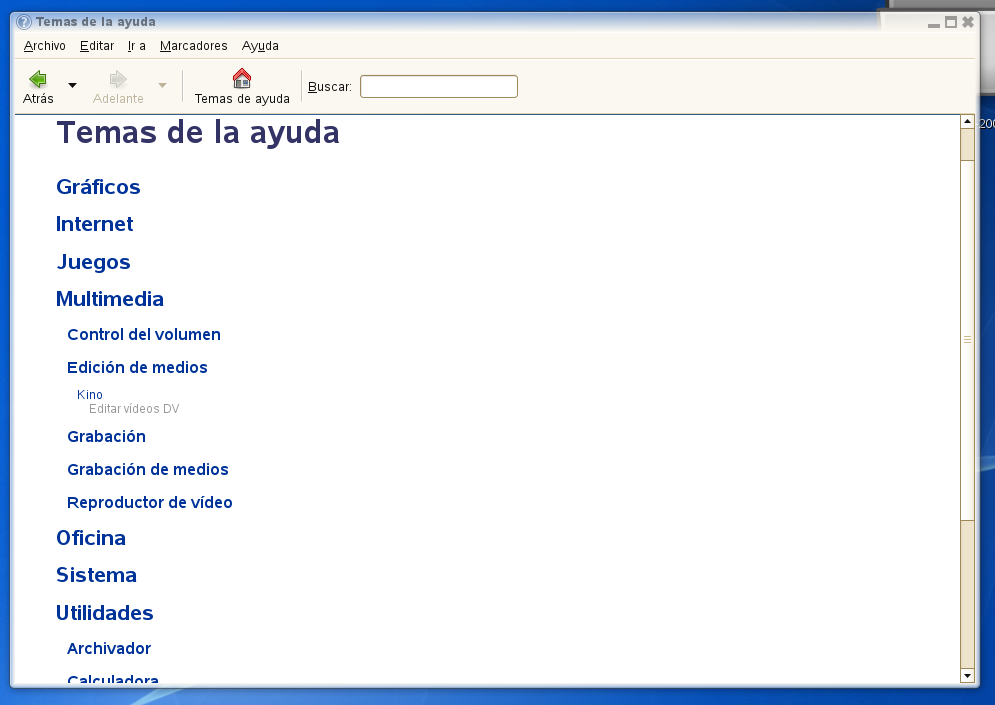 Temas de la ayuda
Archivo Editar Ir a Marcadores Ayuda
Atrás Adelante Temas de ayuda Buscar:
Temas de la ayuda
Gráficos
Internet
Juegos
Multimedia
Control del volumen
Edición de medios
Kino
Editar vídeos DV
Grabación
Grabación de medios
Reproductor de vídeo
Oficina
Sistema
Utilidades
Archivador
Calculadora